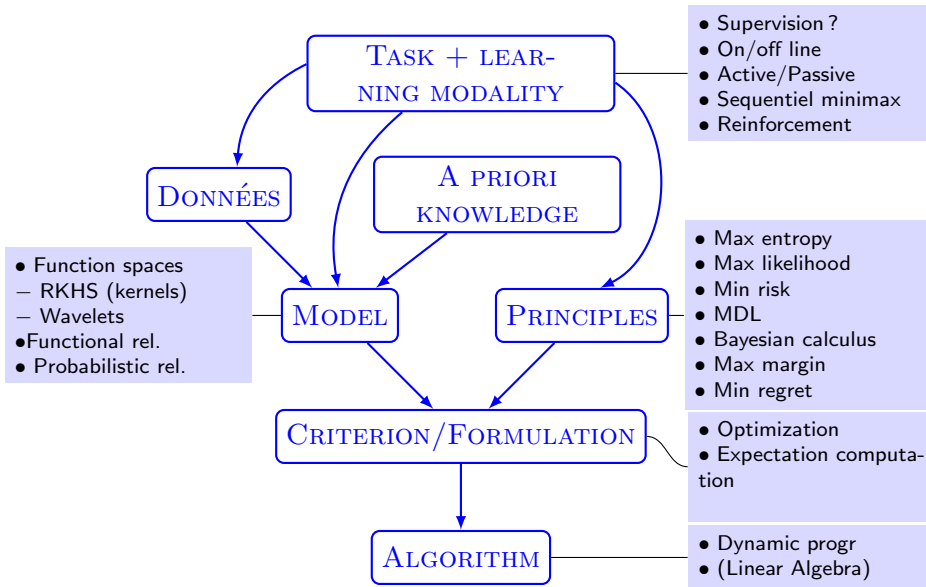 TASK + LEAR-
NING MODALITY
• Supervision ?
• On/off line
• Active/Passive
• Sequentiel minimax
• Reinforcement
DONNÉES
A PRIORI
KNOWLEDGE
• Function spaces
– RKHS (kernels)
– Wavelets
•Functional rel.
• Probabilistic rel.
MODEL
PRINCIPLES
• Max entropy
• Max likelihood
• Min risk
• MDL
• Bayesian calculus
• Max margin
• Min regret
CRITERION/FORMULATION
• Optimization
• Expectation computa-
tion
ALGORITHM
• Dynamic progr
• (Linear Algebra)